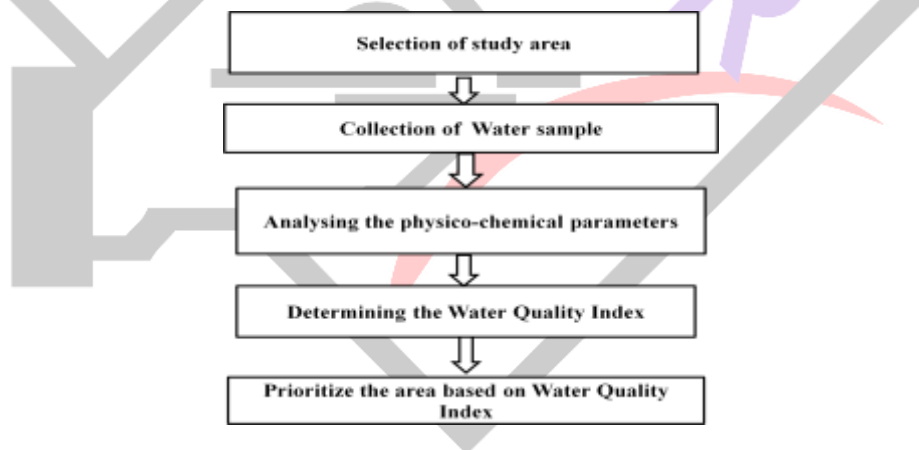 Selection of study area
Collection of Water sample
Analysing the physico-chemical parameters
Determining the Water Quality Index
Prioritize the area based on Water Quality
Index